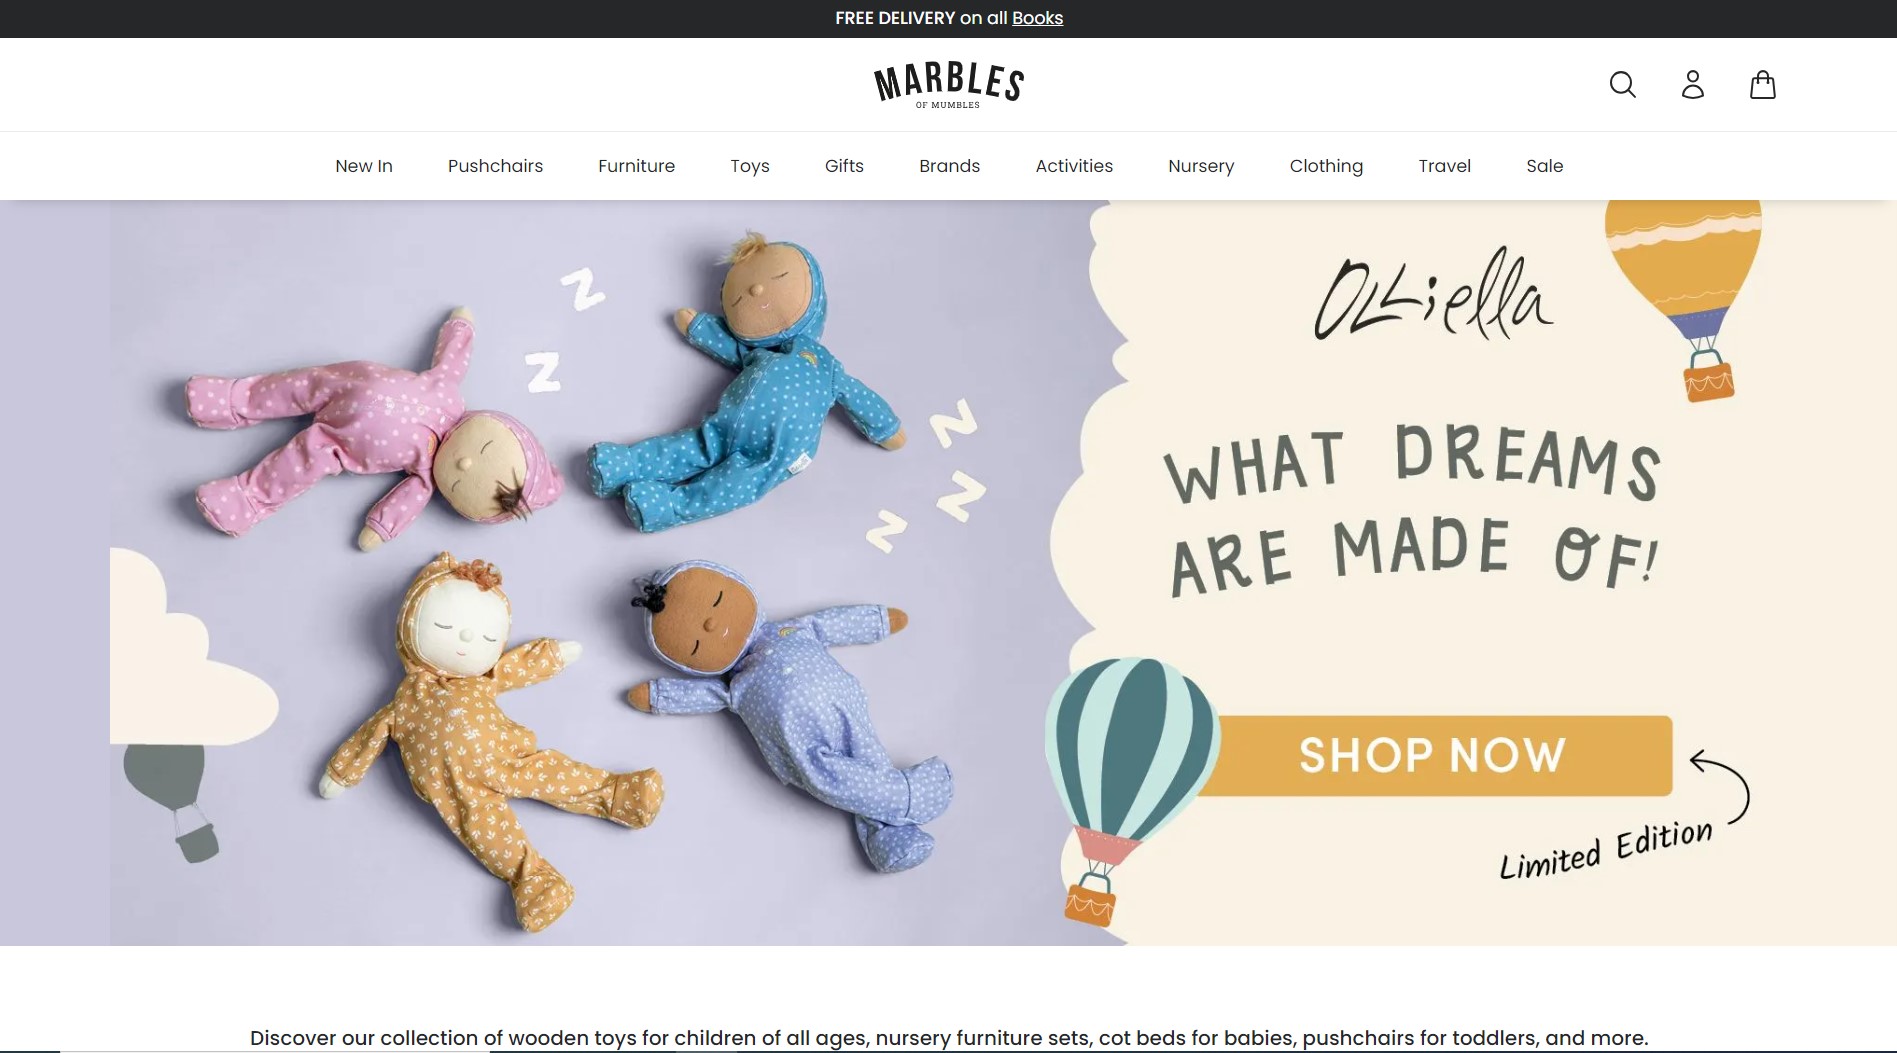 FREE DELIVERY on all Books
MARBLES
OF MUMBLES
New In Pushchairs Furniture Toys Gifts Brands Activities Nursery Clothing Travel Sale
Olliella
Z
Z
Z
Z
Z
WHAT DREAMS
ARE MADE OF!
SHOP NOW
Limited Edition
Discover our collection of wooden toys for children of all ages, nursery furniture sets, cot beds for babies, pushchairs for toddlers, and more.